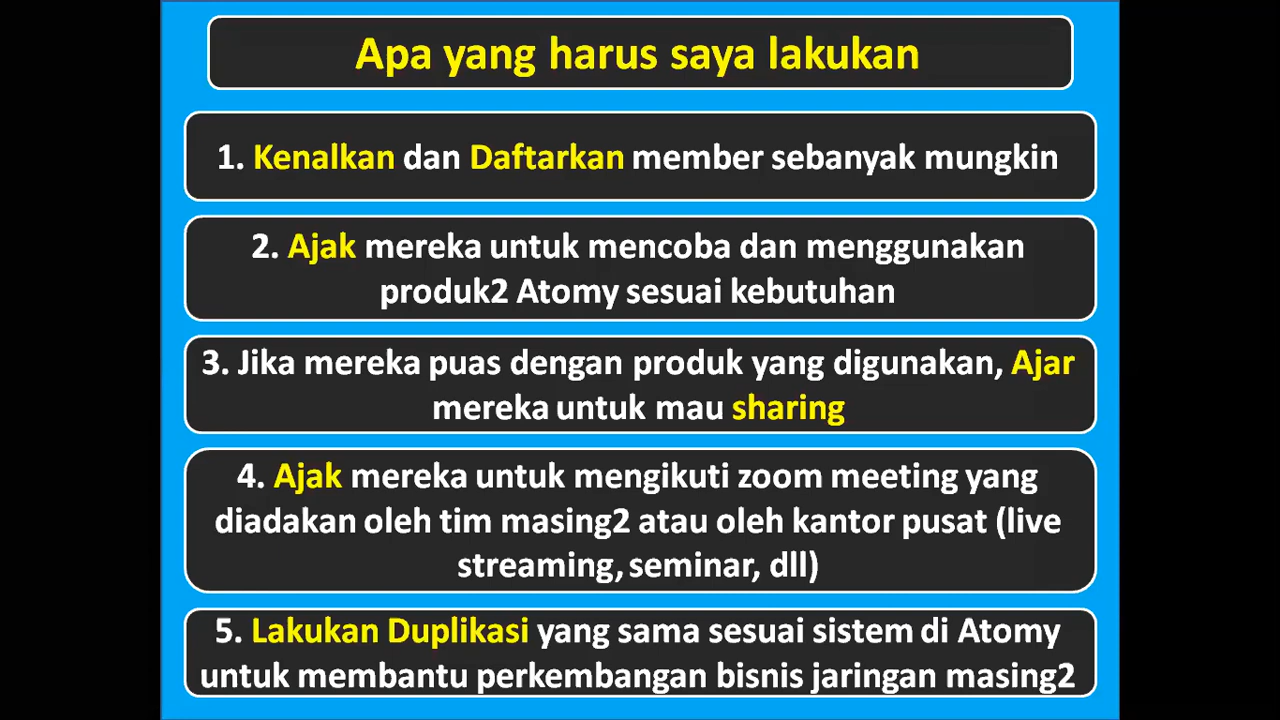 Apa yang harus saya lakukan
1. Kenalkan dan Daftarkan member sebanyak mungkin
2. Ajak mereka untuk mencoba dan menggunakan
produk2 Atomy sesuai kebutuhan
3. Jika mereka puas dengan produk yang digunakan, Ajar
mereka untuk mau sharing
4. Ajak mereka untuk mengikuti zoom meeting yang
diadakan oleh tim masing2 atau oleh kantor pusat (live
streaming, seminar, dll)
5. Lakukan Duplikasi yang sama sesuai sistem di Atomy
untuk membantu perkembangan bisnis jaringan masing2